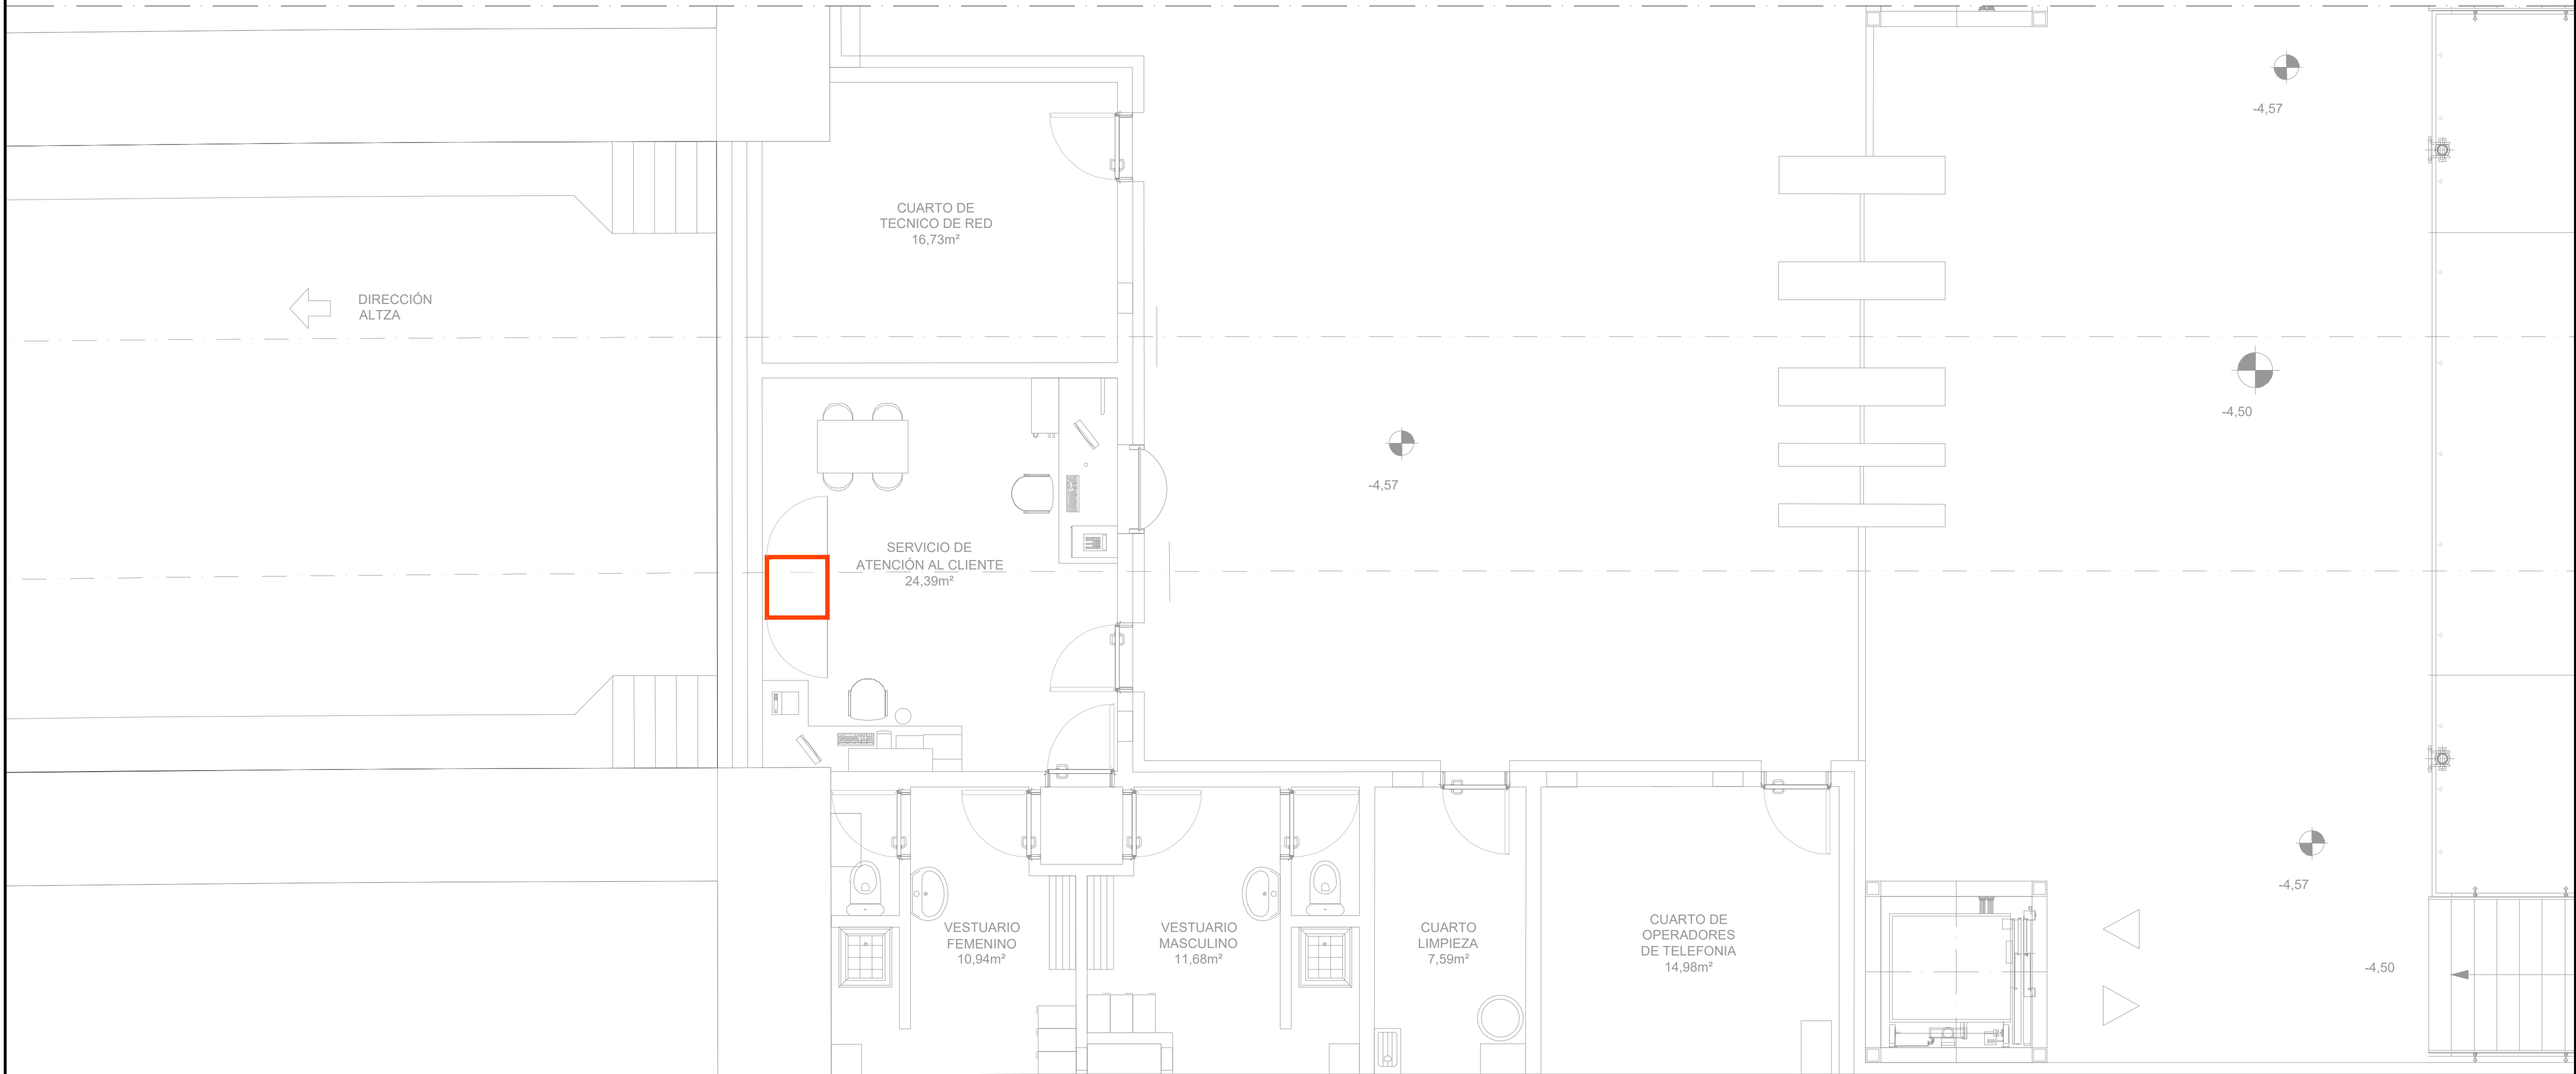 -4,57
CUARTO DE
TECNICO DE RED
16,73m²
DIRECCIÓN
ALTZA
-4,50
-4,57
SERVICIO DE
ATENCIÓN AL CLIENTE
24,39m²
-4,57
VESTUARIO
FEMENINO
10,94m²
VESTUARIO
MASCULINO
11,68m²
CUARTO
LIMPIEZA
7,59m²
CUARTO DE
OPERADORES
DE TELEFONIA
14,98m²
-4,50